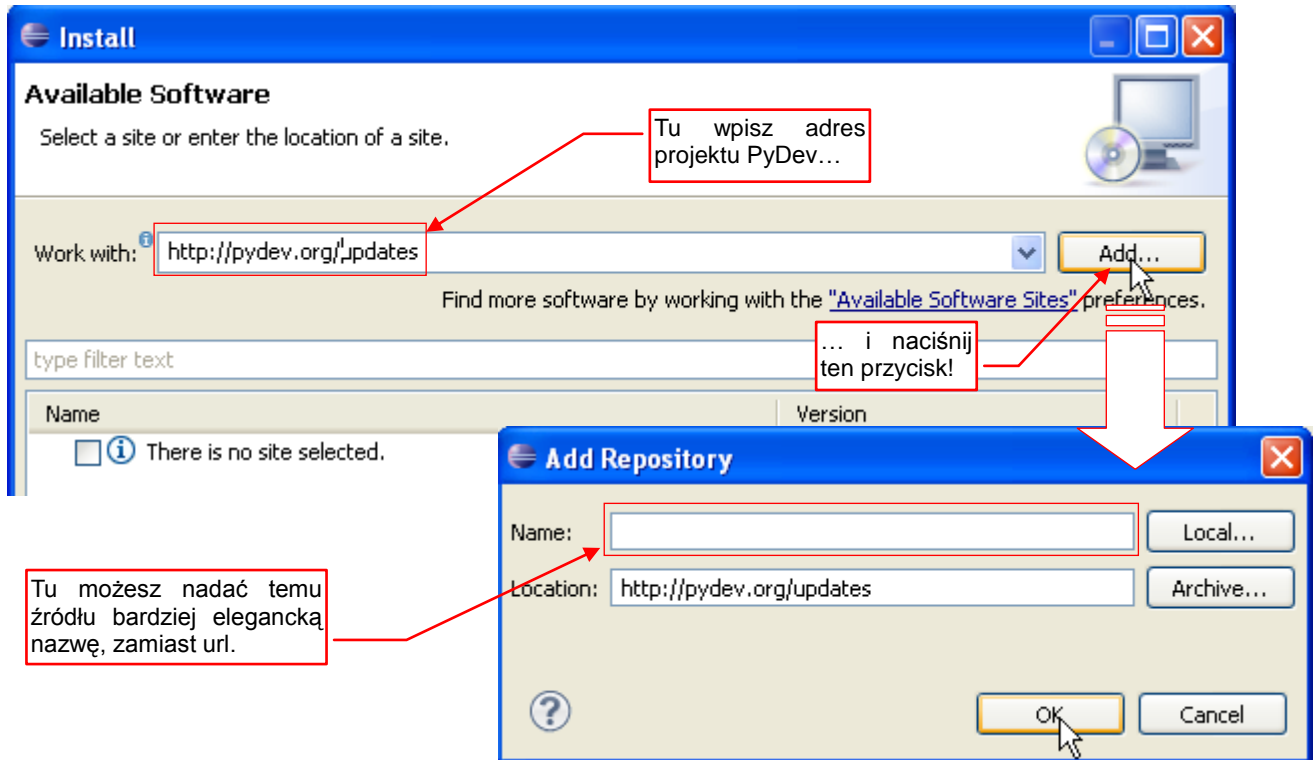 Install
Available Software
Select a site or enter the location of a site.
Tu wpisz adres
projektu PyDev…
Work with: http://pydev.org/updates Add...
Find more software by working with the "Available Software Sites" preferences.
… i naciśnij
ten przycisk!
type filter text
Name Version
There is no site selected.
Add Repository
Name: Local...
Location: http://pydev.org/updates Archive...
Tu możesz nadać temu
źródłu bardziej elegancką
nazwę, zamiast url.
OK Cancel